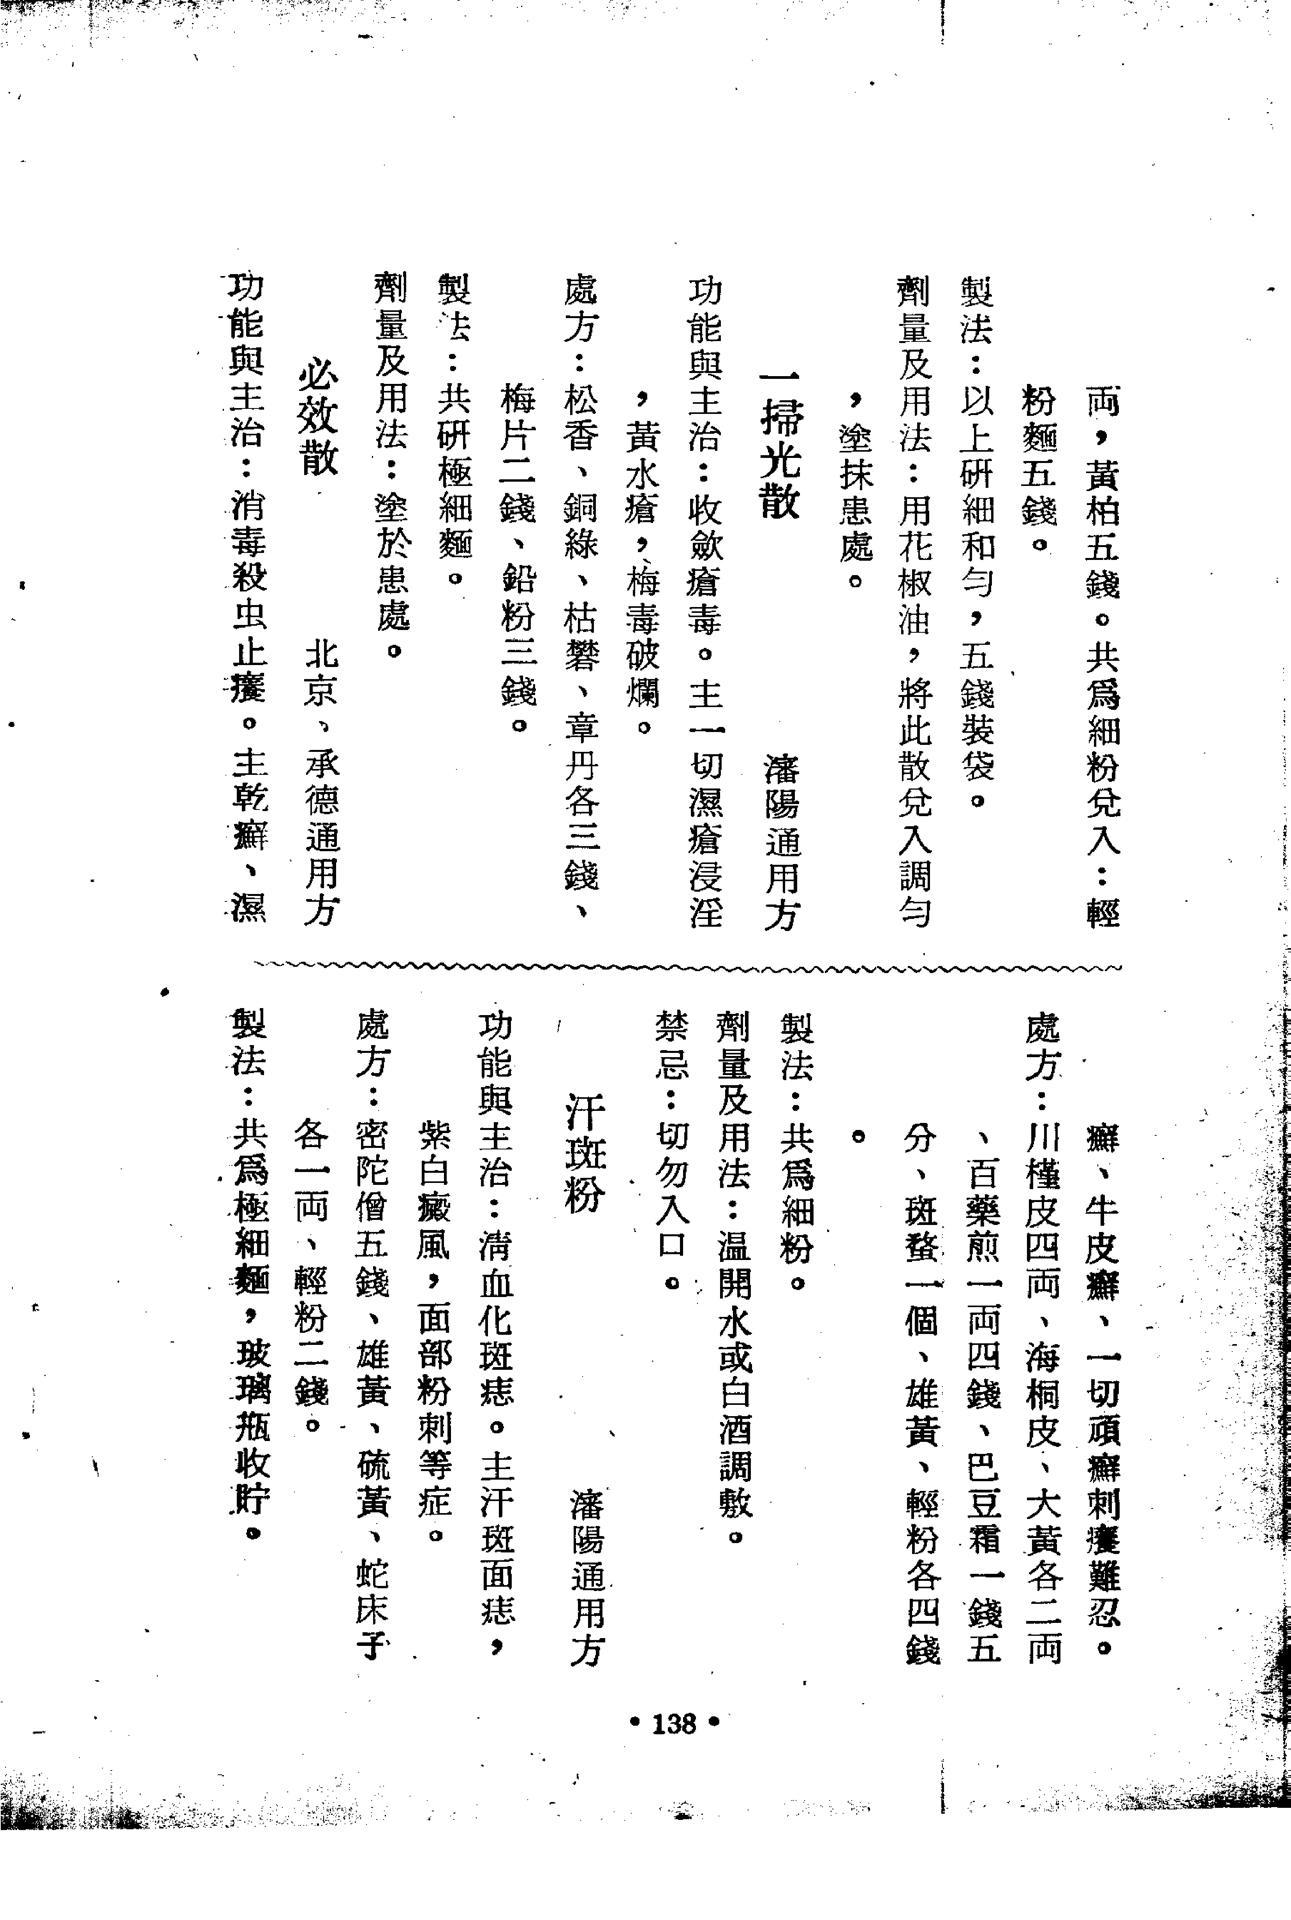 両，黃柏五錢。共爲細粉兌入：輕
粉麵五錢。
製法：以上研細和勻，五錢裝袋。
劑量及用法：用花椒油，將此散兌入調勻
，塗抹患處。
一掃光散　瀋陽通用方
功能與主治：收斂瘡毒。主一切濕瘡浸淫
，黃水瘡，梅毒破爛。
處方：松香、銅綠、枯礬、章丹各三錢、
梅片二錢、鉛粉三錢。
製法：共研極細麵。
劑量及用法：塗於患處。
必效散　北京、承德通用方
功能與主治：消毒殺虫止癢。主乾癬、濕
癬、牛皮癬、一切頑癬刺癢難忍。
處方：川槿皮四両、海桐皮、大黃各二両
、百藥煎一両四錢、巴豆霜一錢五
分、斑蝥一個、雄黃、輕粉各四錢
。
製法：共爲細粉。
劑量及用法：温開水或白酒調敷。
禁忌：切勿入口。
汗斑粉　瀋陽通用方
功能與主治：淸血化斑痣。主汗斑面痣，
紫白癜風，面部粉刺等症。
處方：密陀僧五錢、雄黃、硫黃、蛇床子
各一両、輕粉二錢。
製法：共爲極細麵，玻璃瓶收貯。
•138•